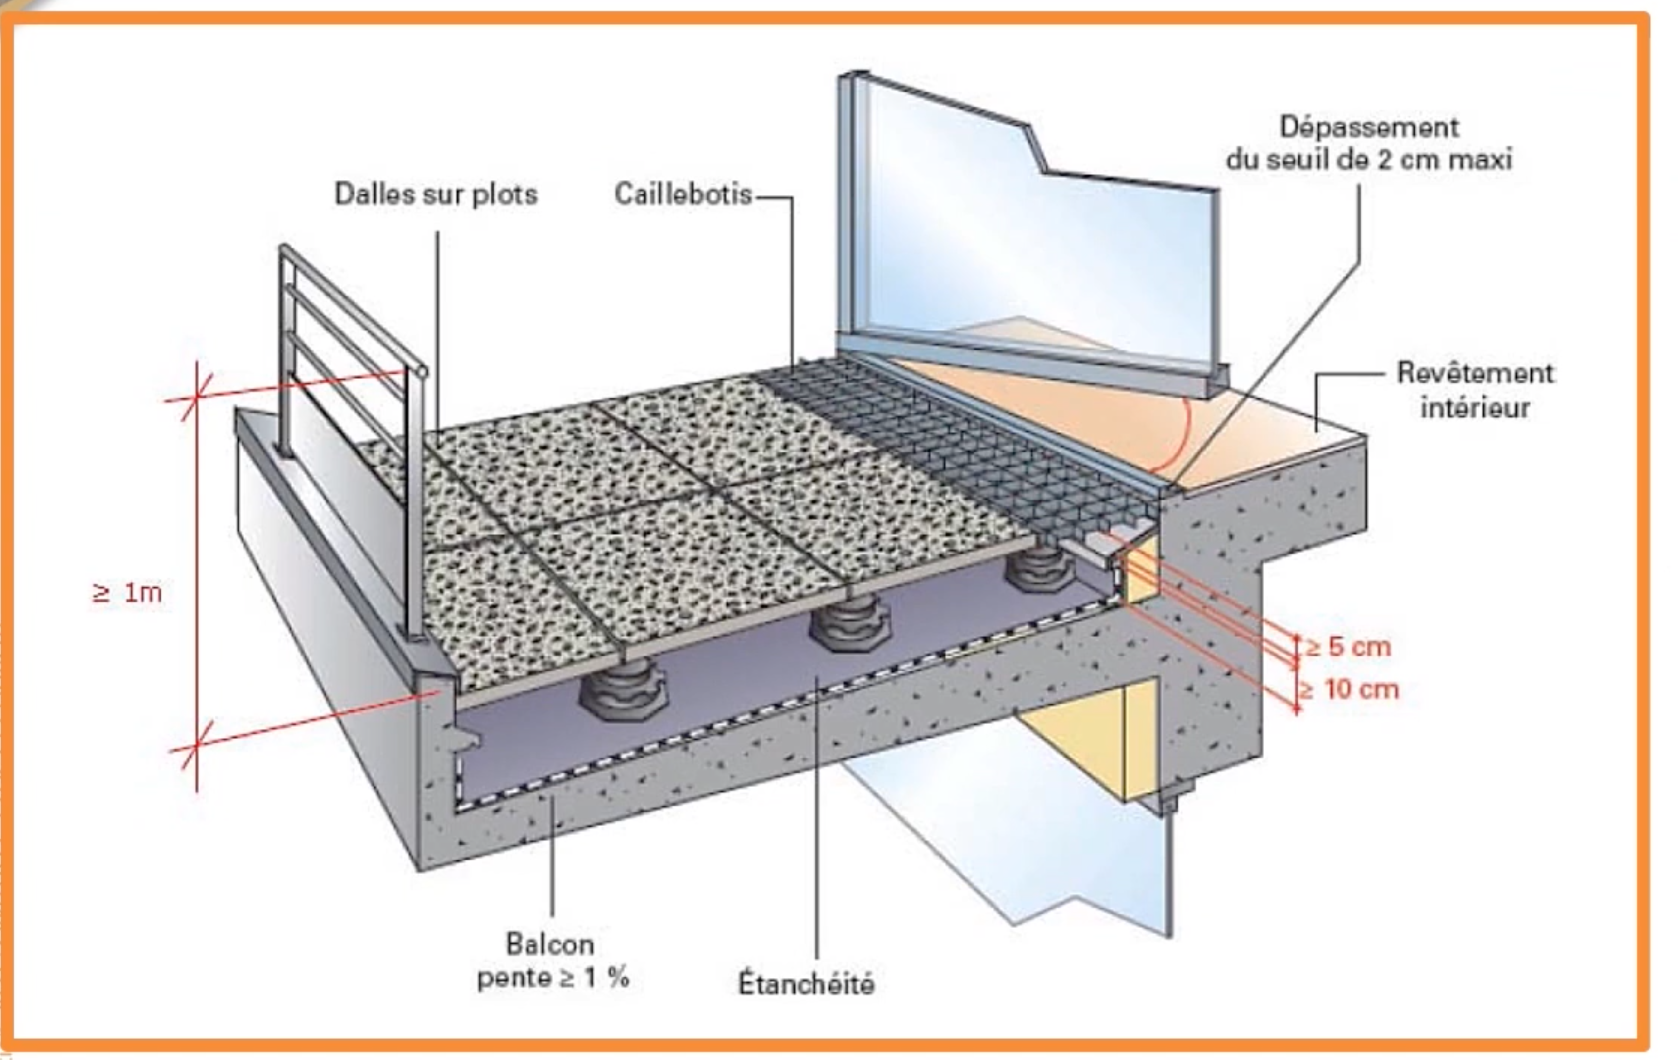 Dépassement
du seuil de 2 cm maxi
Dalles sur plots
Caillebotis
Revêtement
intérieur
≥ 1m
≥ 5 cm
≥ 10 cm
Balcon
pente ≥ 1 %
Étanchéité